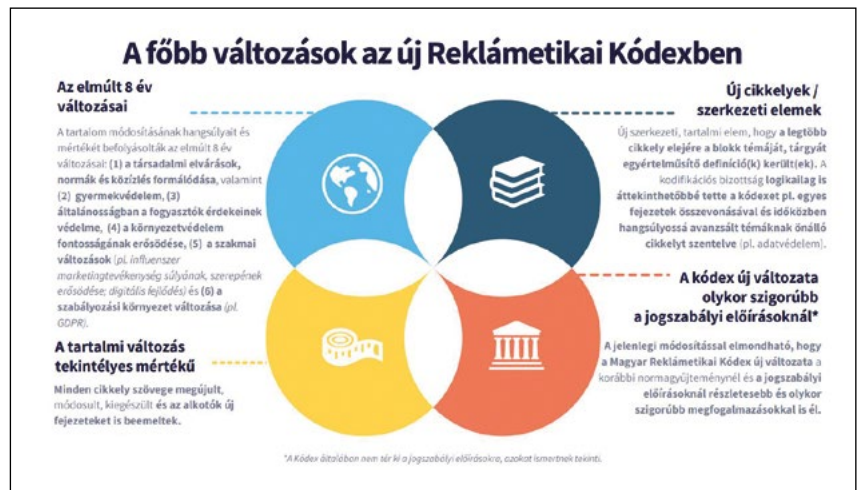 A főbb változások az új Reklámetikai Kódexben
Az elmúlt 8 év
változásai
A tartalom módosításának hangsúlyait és
mértékét befolyásolták az elmúlt 8 év
változásai: (1) a társadalmi elvárások,
normák és közízlés formálódása, valamint
(2) gyermekvédelem, (3)
általánosságban a fogyasztók érdekeinek
védelme, (4) a környezetvédelem
fontosságának erősödése, (5) a szakmai
változások (pl. influenszer
marketingtevékenység súlyának, szerepének
erősödése; digitális fejlődés) és (6) a
szabályozási környezet változása (pl.
GDPR).
A tartalmi változás
tekintélyes mértékű
Minden cikkely szövege megújult,
módosult, kiegészült és az alkotók új
fejezeteket is beemeltek.
Új cikkelyek /
szerkezeti elemek
Új szerkezeti, tartalmi elem, hogy a legtöbb
cikkely elejére a blokk témáját, tárgyát
egyértelműsítő definíció(k) került(ek). A
kodifikációs bizottság logikailag is
áttekinthetőbbé tette a kódexet pl. egyes
fejezetek összevonásával és időközben
hangsúlyossá avanzsált témáknak önálló
cikkelyt szentelve (pl. adatvédelem).
A kódex új változata
olykor szigorúbb
a jogszabályi előírásoknál*
A jelenlegi módosítással elmondható, hogy
a Magyar Reklámetikai Kódex új változata a
korábbi normagyűjteménynél és a jogszabályi
előírásoknál részletesebb és olykor
szigorúbb megfogalmazásokkal is él.
*A Kódex általában nem tér ki a jogszabályi előírásokra, azokat ismertnek tekinti.